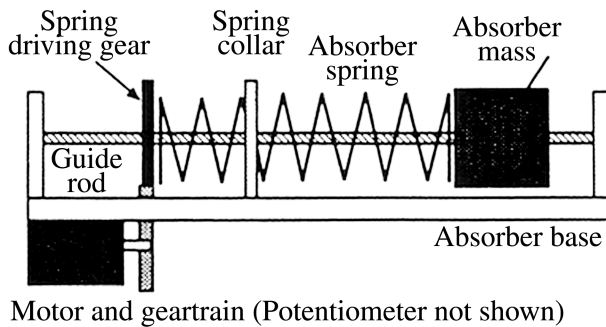 Spring
driving gear
Spring
collar
Absorber
spring
Absorber
mass
Guide
rod
Absorber base
Motor and geartrain (Potentiometer not shown)